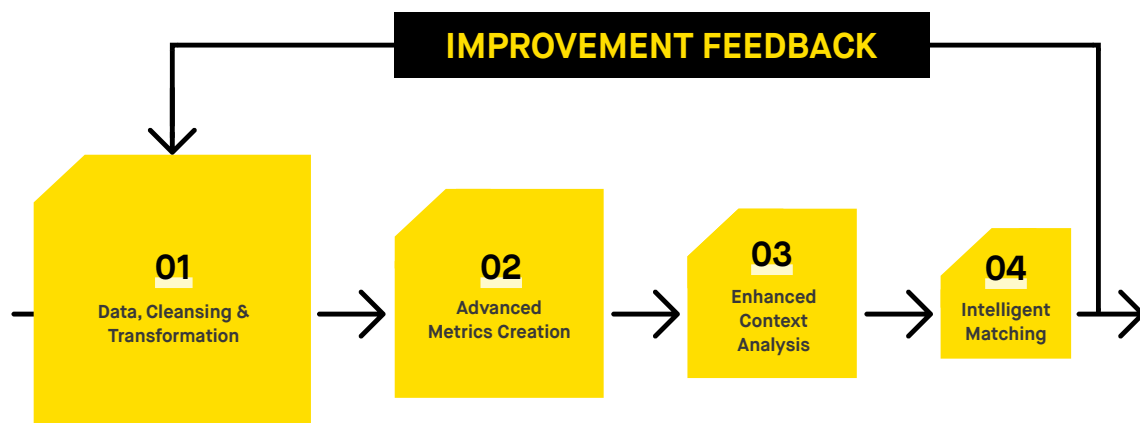 IMPROVEMENT FEEDBACK
01
Data, Cleansing &
Transformation
02
Advanced
Metrics Creation
03
Enhanced
Context
Analysis
04
Intelligent
Matching